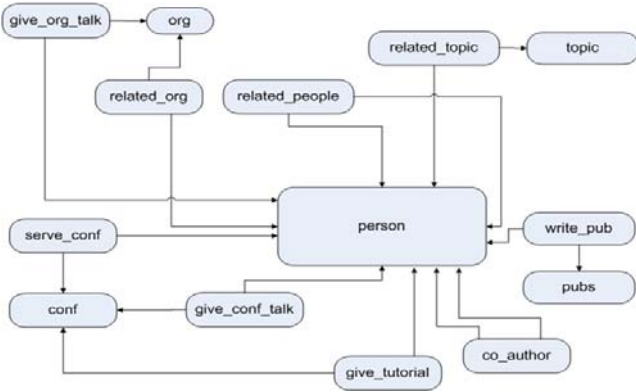 give_org_talk
org
related_topic
topic
related_org
related_people
person
serve_conf
write_pub
conf
give_conf_talk
pubs
give_tutorial
co_author